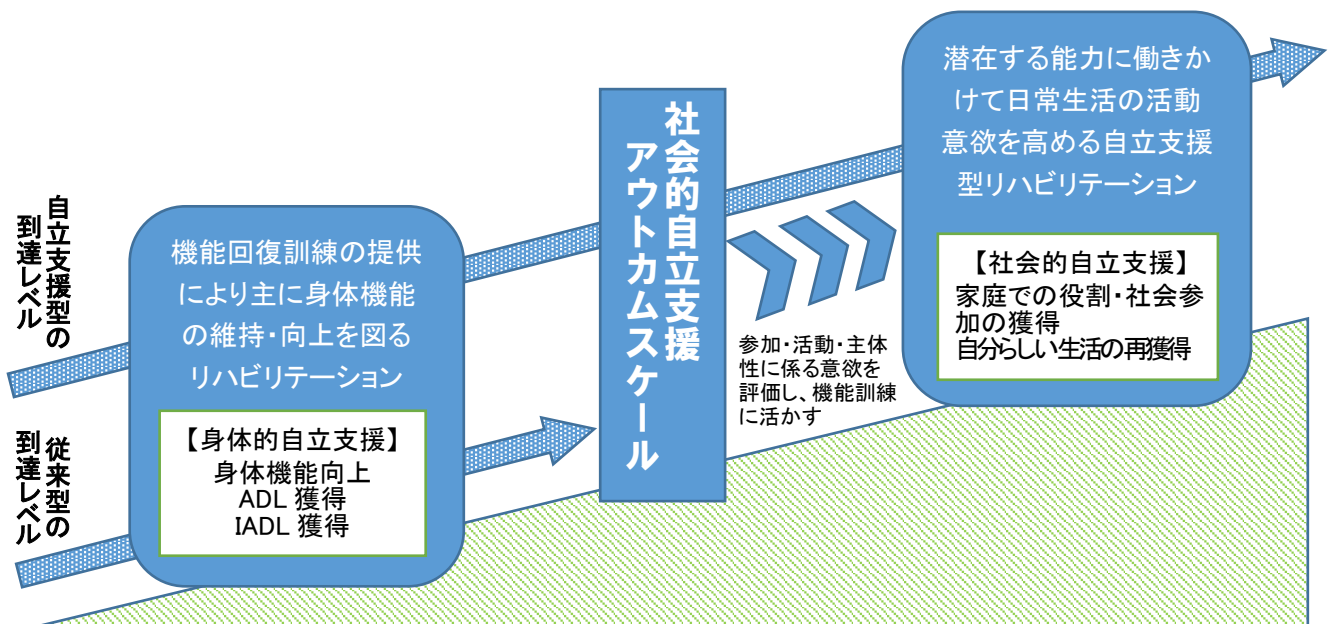 自立支援型の
到達レベル
従来型の
到達レベル
機能回復訓練の提供
により主に身体機能
の維持・向上を図る
リハビリテーション
【身体的自立支援】
身体機能向上
ADL 獲得
IADL 獲得
社会的自立支援
アウトカムスケール
参加・活動・主体
性に係る意欲を
評価し、機能訓練
に活かす
潜在する能力に働きか
けて日常生活の活動
意欲を高める自立支援
型リハビリテーション
【社会的自立支援】
家庭での役割・社会参
加の獲得
自分らしい生活の再獲得